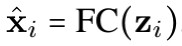 x̂ᵢ = FC(zᵢ)